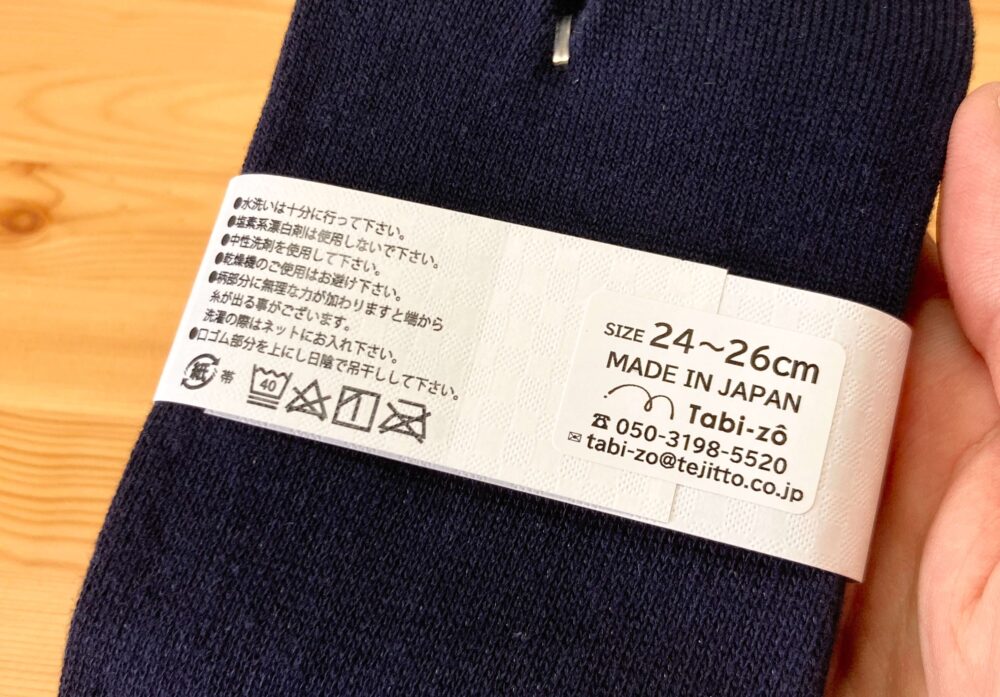 ●水洗いは十分に行って下さい。
●塩素系漂白剤は使用しないで下さい。
●中性洗剤を使用して下さい。
●乾燥機のご使用はお避け下さい。
●柄部分に無理な力が加わりますと端から
糸が出る事がございます。
洗濯の際はネットにお入れ下さい。
●口ゴム部分を上にし日陰で吊干しして下さい。
紙 帯 40
SIZE 24〜26cm
MADE IN JAPAN
Tabi-zô
☎ 050-3198-5520
✉ tabi-zo@tejitto.co.jp